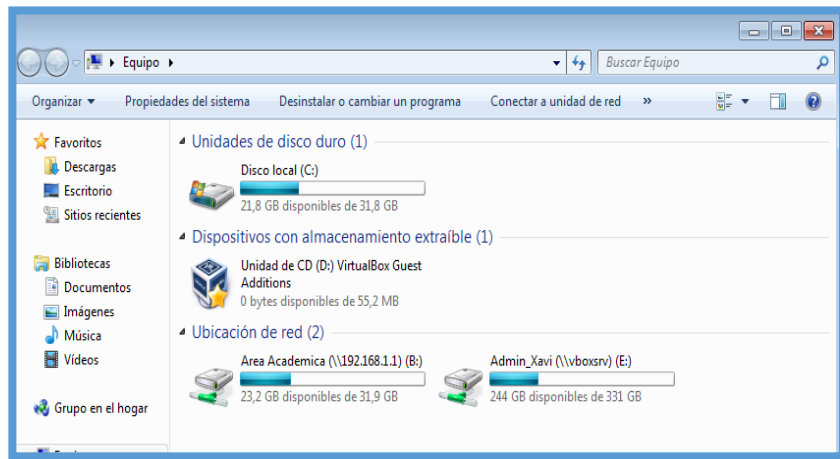 Equipo
Buscar Equipo
Organizar
Propiedades del sistema
Desinstalar o cambiar un programa
Conectar a unidad de red
»
Favoritos
Descargas
Escritorio
Sitios recientes
Bibliotecas
Documentos
Imágenes
Música
Vídeos
Grupo en el hogar
Unidades de disco duro (1)
Disco local (C:)
21,8 GB disponibles de 31,8 GB
Dispositivos con almacenamiento extraíble (1)
Unidad de CD (D:) VirtualBox Guest
Additions
0 bytes disponibles de 55,2 MB
Ubicación de red (2)
Area Academica (\\192.168.1.1) (B:)
23,2 GB disponibles de 31,9 GB
Admin_Xavi (\\vboxsrv) (E:)
244 GB disponibles de 331 GB